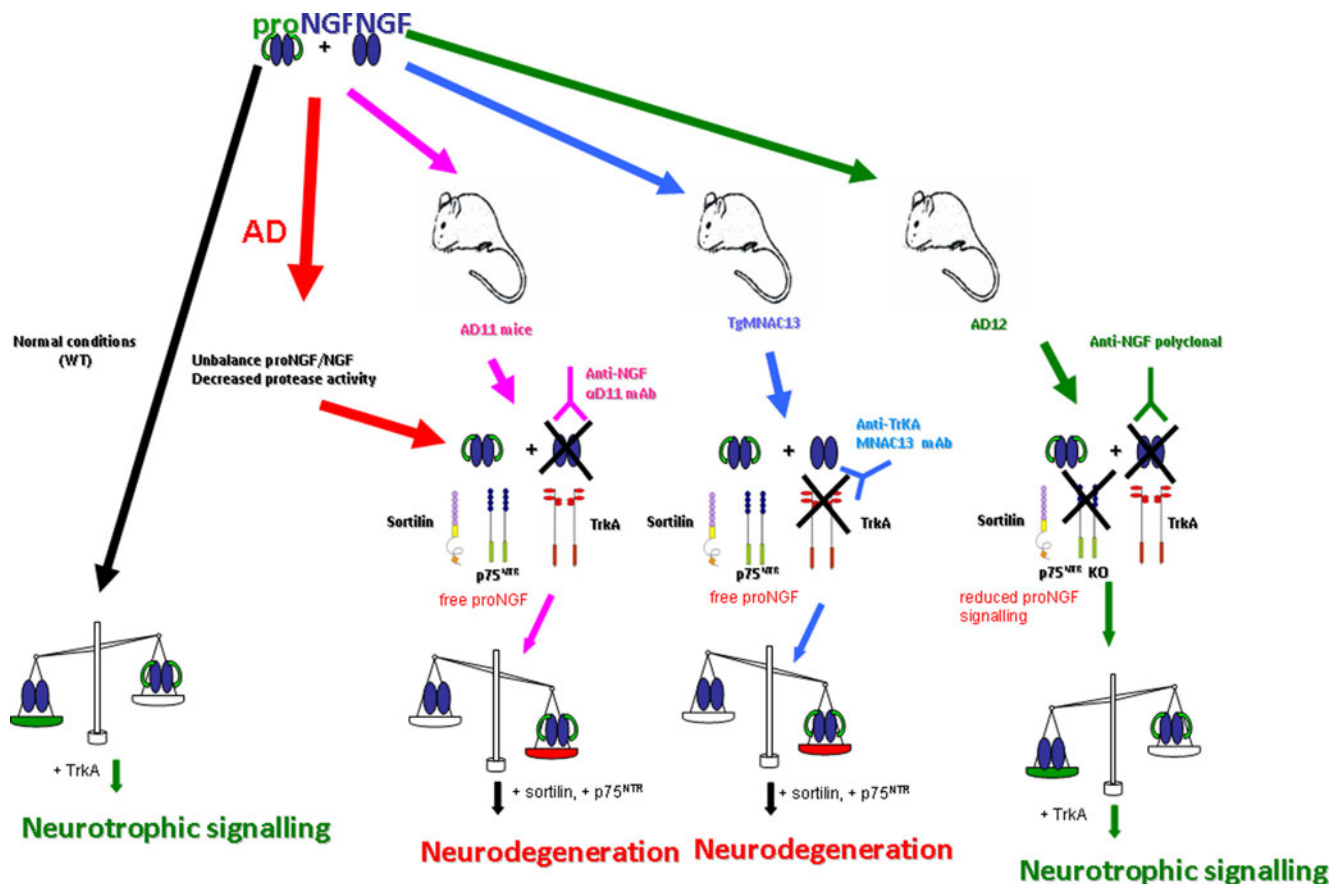 proNGFNGF
+
AD
Normal conditions
(WT)
Unbalance proNGF/NGF
Decreased protease activity
AD11 mice
TgMNAC13
AD12
Anti-NGF
αD11 mAb
Anti-TrKA
MNAC13 mAb
Anti-NGF polyclonal
+
+
+
Sortilin
TrkA
p75NTR
free proNGF
Sortilin
TrkA
p75NTR
free proNGF
Sortilin
TrkA
p75NTR KO
reduced proNGF
signalling
+ TrkA
Neurotrophic signalling
+ sortilin, + p75NTR
Neurodegeneration
+ sortilin, + p75NTR
Neurodegeneration
+ TrkA
Neurotrophic signalling